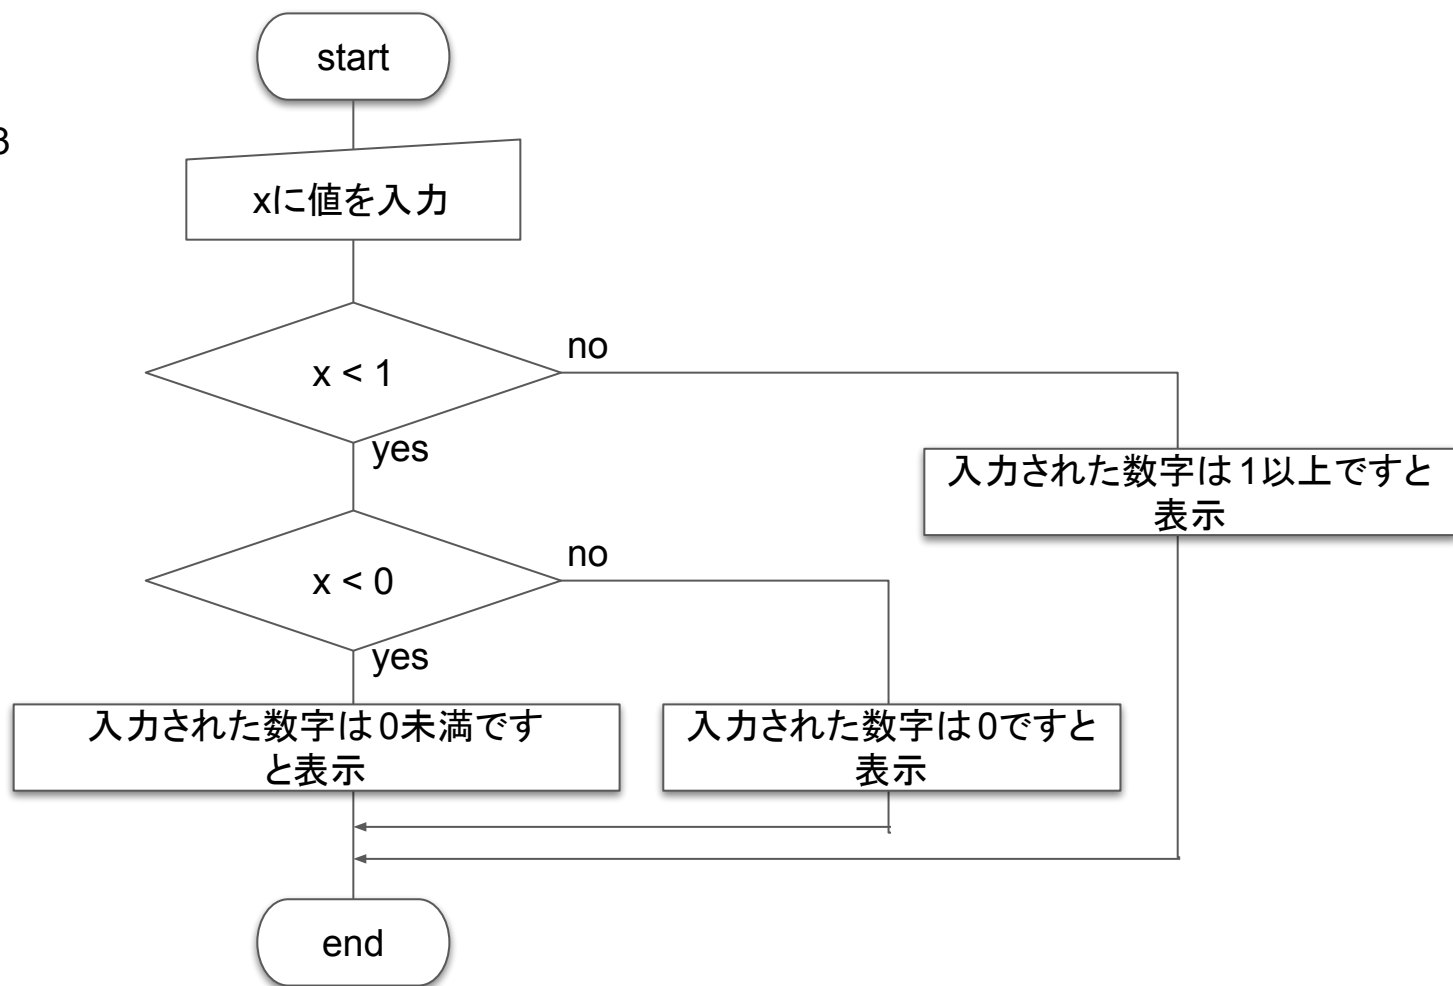 start
xに値を入力
x < 1
no
yes
入力された数字は1以上ですと
表示
x < 0
no
yes
入力された数字は0未満です
と表示
入力された数字は0ですと
表示
end